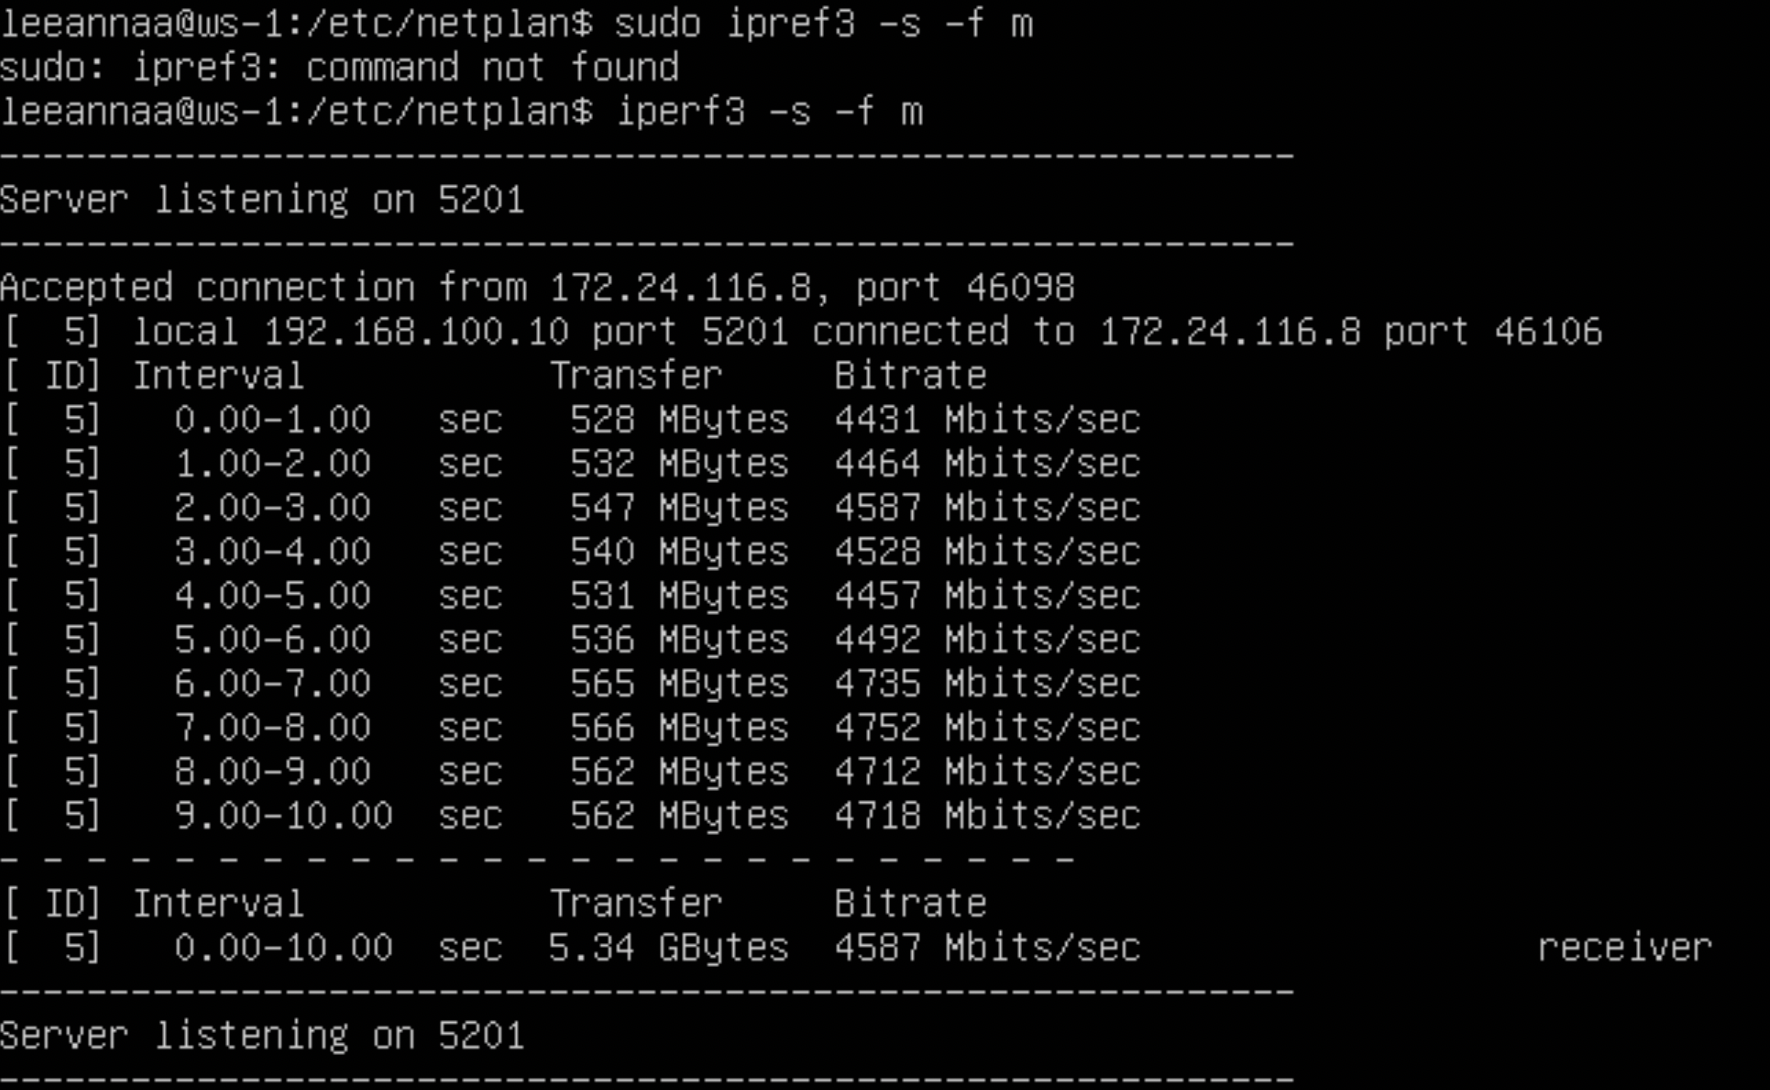 leeannaa@ws-1:/etc/netplan$ sudo ipref3 -s -f m
sudo: ipref3: command not found
leeannaa@ws-1:/etc/netplan$ iperf3 -s -f m
-----------------------------------------------------------
Server listening on 5201
-----------------------------------------------------------
Accepted connection from 172.24.116.8, port 46098
[  5] local 192.168.100.10 port 5201 connected to 172.24.116.8 port 46106
[ ID] Interval           Transfer     Bitrate
[  5]   0.00-1.00   sec   528 MBytes  4431 Mbits/sec
[  5]   1.00-2.00   sec   532 MBytes  4464 Mbits/sec
[  5]   2.00-3.00   sec   547 MBytes  4587 Mbits/sec
[  5]   3.00-4.00   sec   540 MBytes  4528 Mbits/sec
[  5]   4.00-5.00   sec   531 MBytes  4457 Mbits/sec
[  5]   5.00-6.00   sec   536 MBytes  4492 Mbits/sec
[  5]   6.00-7.00   sec   565 MBytes  4735 Mbits/sec
[  5]   7.00-8.00   sec   566 MBytes  4752 Mbits/sec
[  5]   8.00-9.00   sec   562 MBytes  4712 Mbits/sec
[  5]   9.00-10.00  sec   562 MBytes  4718 Mbits/sec
- - - - - - - - - - - - - - - - - - - - - - - - -
[ ID] Interval           Transfer     Bitrate
[  5]   0.00-10.00  sec  5.34 GBytes  4587 Mbits/sec                  receiver
-----------------------------------------------------------
Server listening on 5201
-----------------------------------------------------------